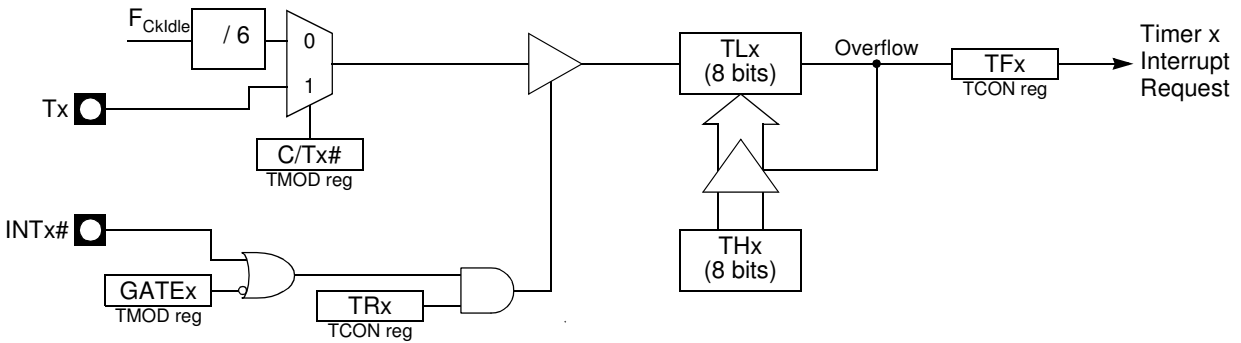 FCkIdle
/ 6
0
1
Tx
C/Tx#
TMOD reg
INTx#
GATEx
TMOD reg
TRx
TCON reg
TLx
(8 bits)
THx
(8 bits)
Overflow
TFx
TCON reg
Timer x
Interrupt
Request